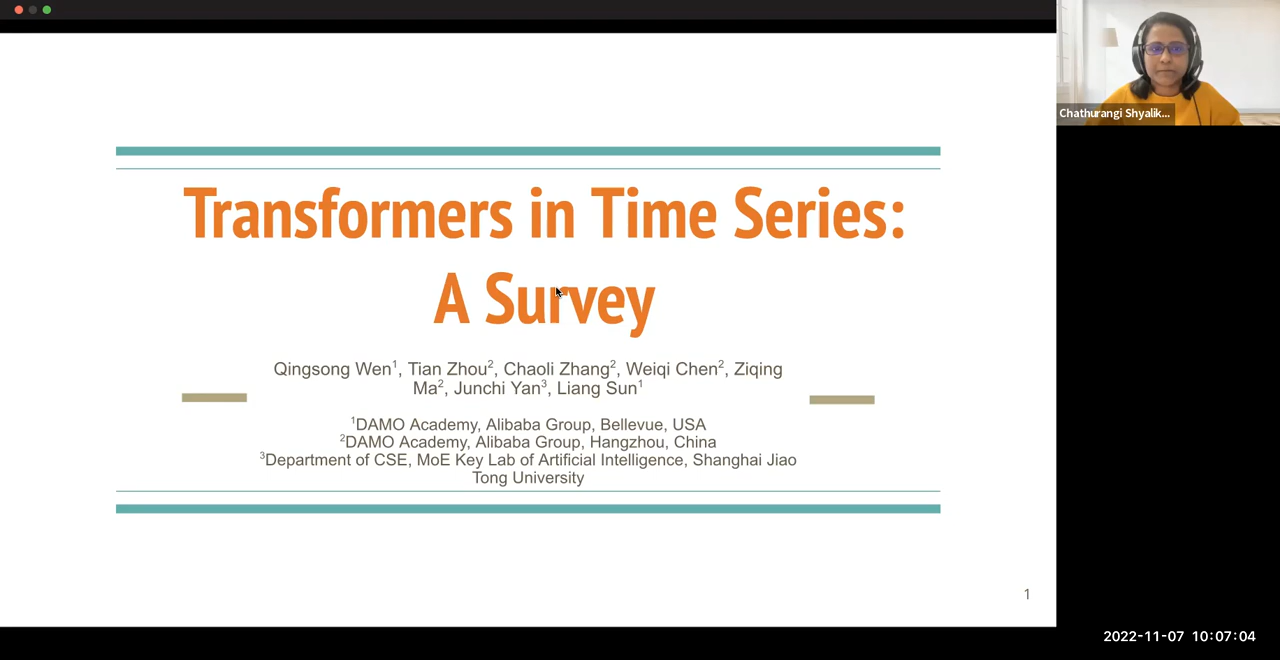 Transformers in Time Series:
A Survey
Qingsong Wen1, Tian Zhou2, Chaoli Zhang2, Weiqi Chen2, Ziqing
Ma2, Junchi Yan3, Liang Sun1
1DAMO Academy, Alibaba Group, Bellevue, USA
2DAMO Academy, Alibaba Group, Hangzhou, China
3Department of CSE, MoE Key Lab of Artificial Intelligence, Shanghai Jiao
Tong University
1
Chathurangi Shyalik...
2022-11-07 10:07:04